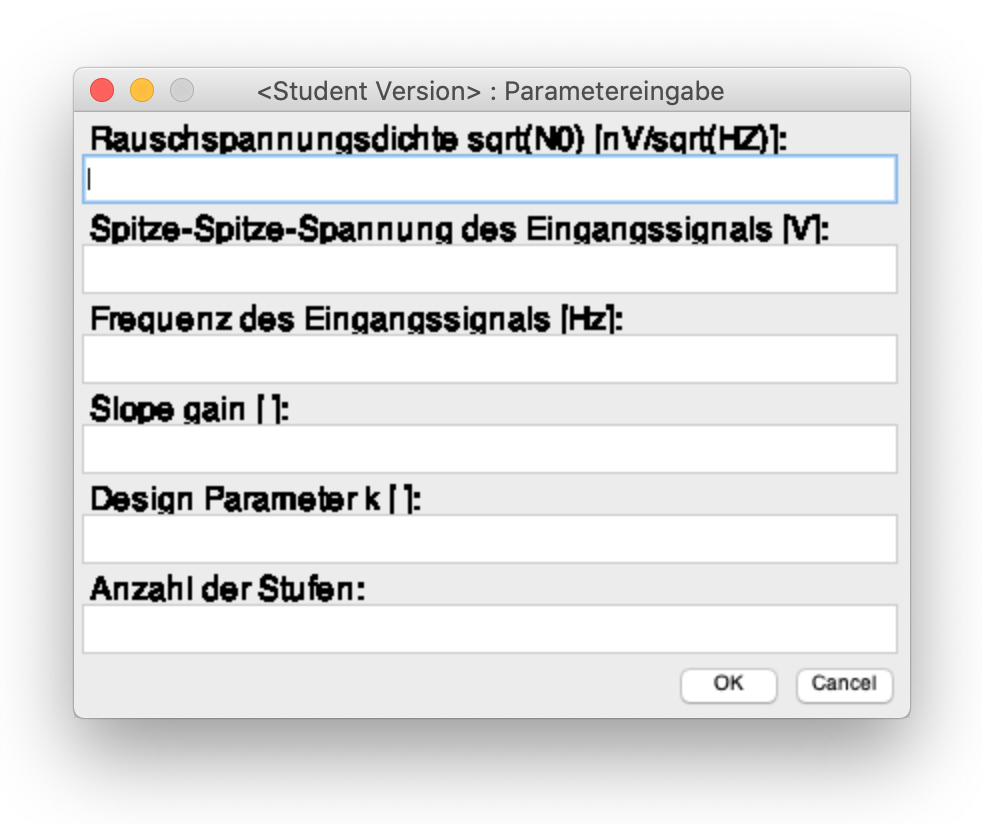 <Student Version> : Parametereingabe
Rauschspannungsdichte sqrt(N0) [nV/sqrt(HZ)]:
Spitze-Spitze-Spannung des Eingangssignals [V]:
Frequenz des Eingangssignals [Hz]:
Slope gain [ ]:
Design Parameter k [ ]:
Anzahl der Stufen:
OK Cancel